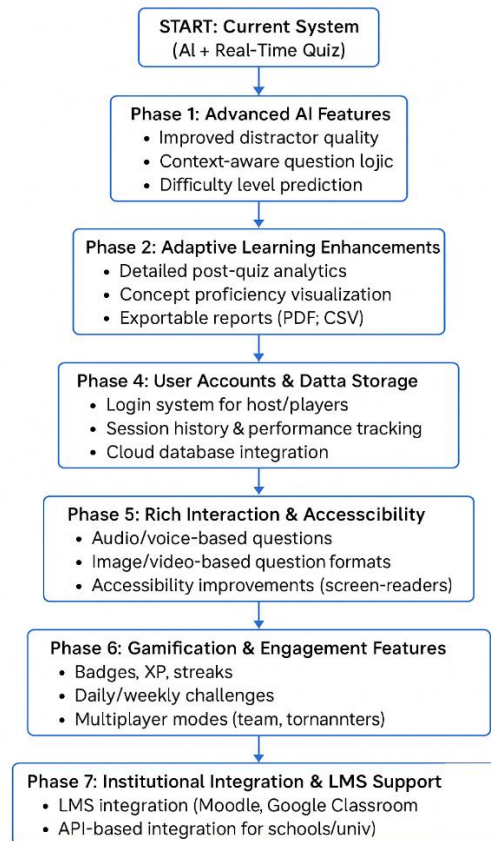 START: Current System
(AI + Real-Time Quiz)
Phase 1: Advanced AI Features
• Improved distractor quality
• Context-aware question lojic
• Difficulty level prediction
Phase 2: Adaptive Learning Enhancements
• Detailed post-quiz analytics
• Concept proficiency visualization
• Exportable reports (PDF; CSV)
Phase 4: User Accounts & Datta Storage
• Login system for host/players
• Session history & performance tracking
• Cloud database integration
Phase 5: Rich Interaction & Accesscibility
• Audio/voice-based questions
• Image/video-based question formats
• Accessibility improvements (screen-readers)
Phase 6: Gamification & Engagement Features
• Badges, XP, streaks
• Daily/weekly challenges
• Multiplayer modes (team, tornannters)
Phase 7: Institutional Integration & LMS Support
• LMS integration (Moodle, Google Classroom
• API-based integration for schools/univ)